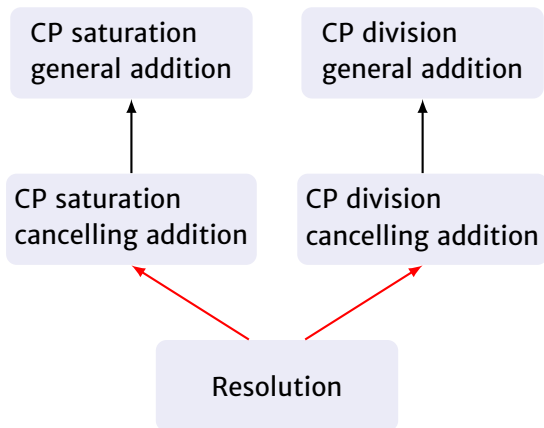 CP saturation
general addition
CP division
general addition
CP saturation
cancelling addition
CP division
cancelling addition
Resolution